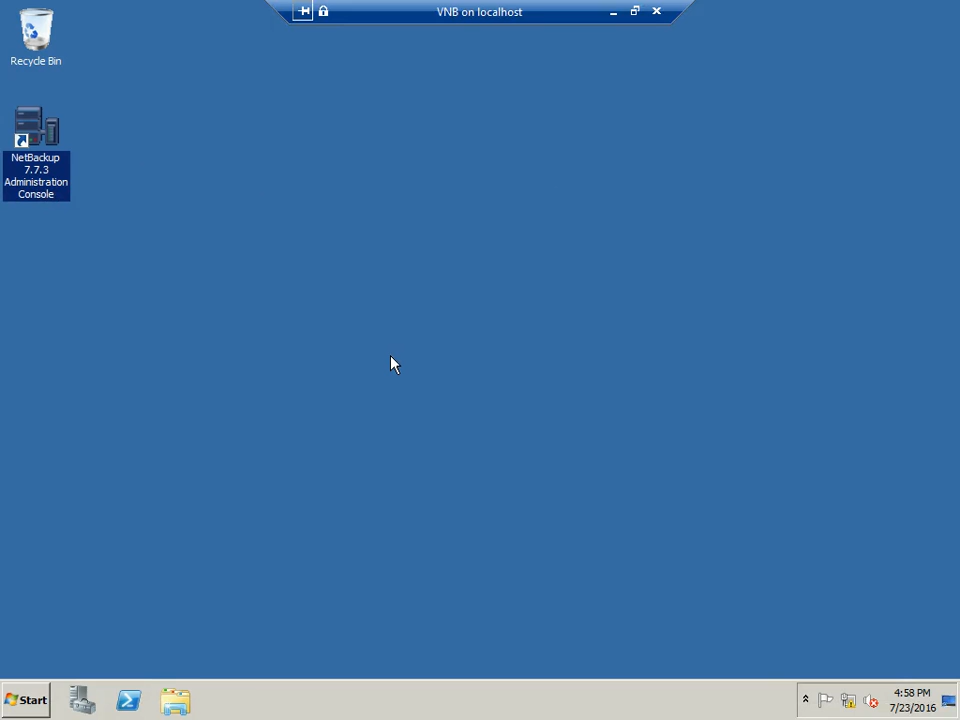 VNB on localhost
Recycle Bin
NetBackup
7.7.3
Administration
Console
Start
4:58 PM
7/23/2016